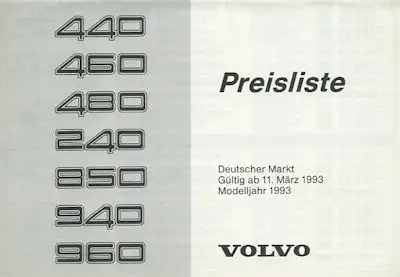 440
460
480
240
850
940
960
Preisliste
Deutscher Markt
Gültig ab 11. März 1993
Modelljahr 1993
VOLVO